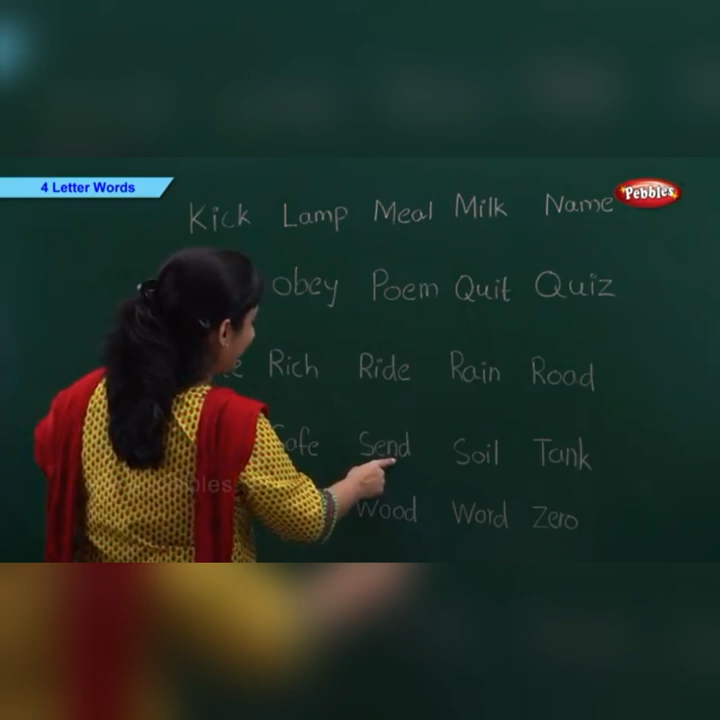 4 Letter Words
Pebbles
Kick Lamp Meal Milk Name
obey Poem Quit Quiz
Rich Ride Rain Road
Safe Send Soil Tank
Wood Word Zero